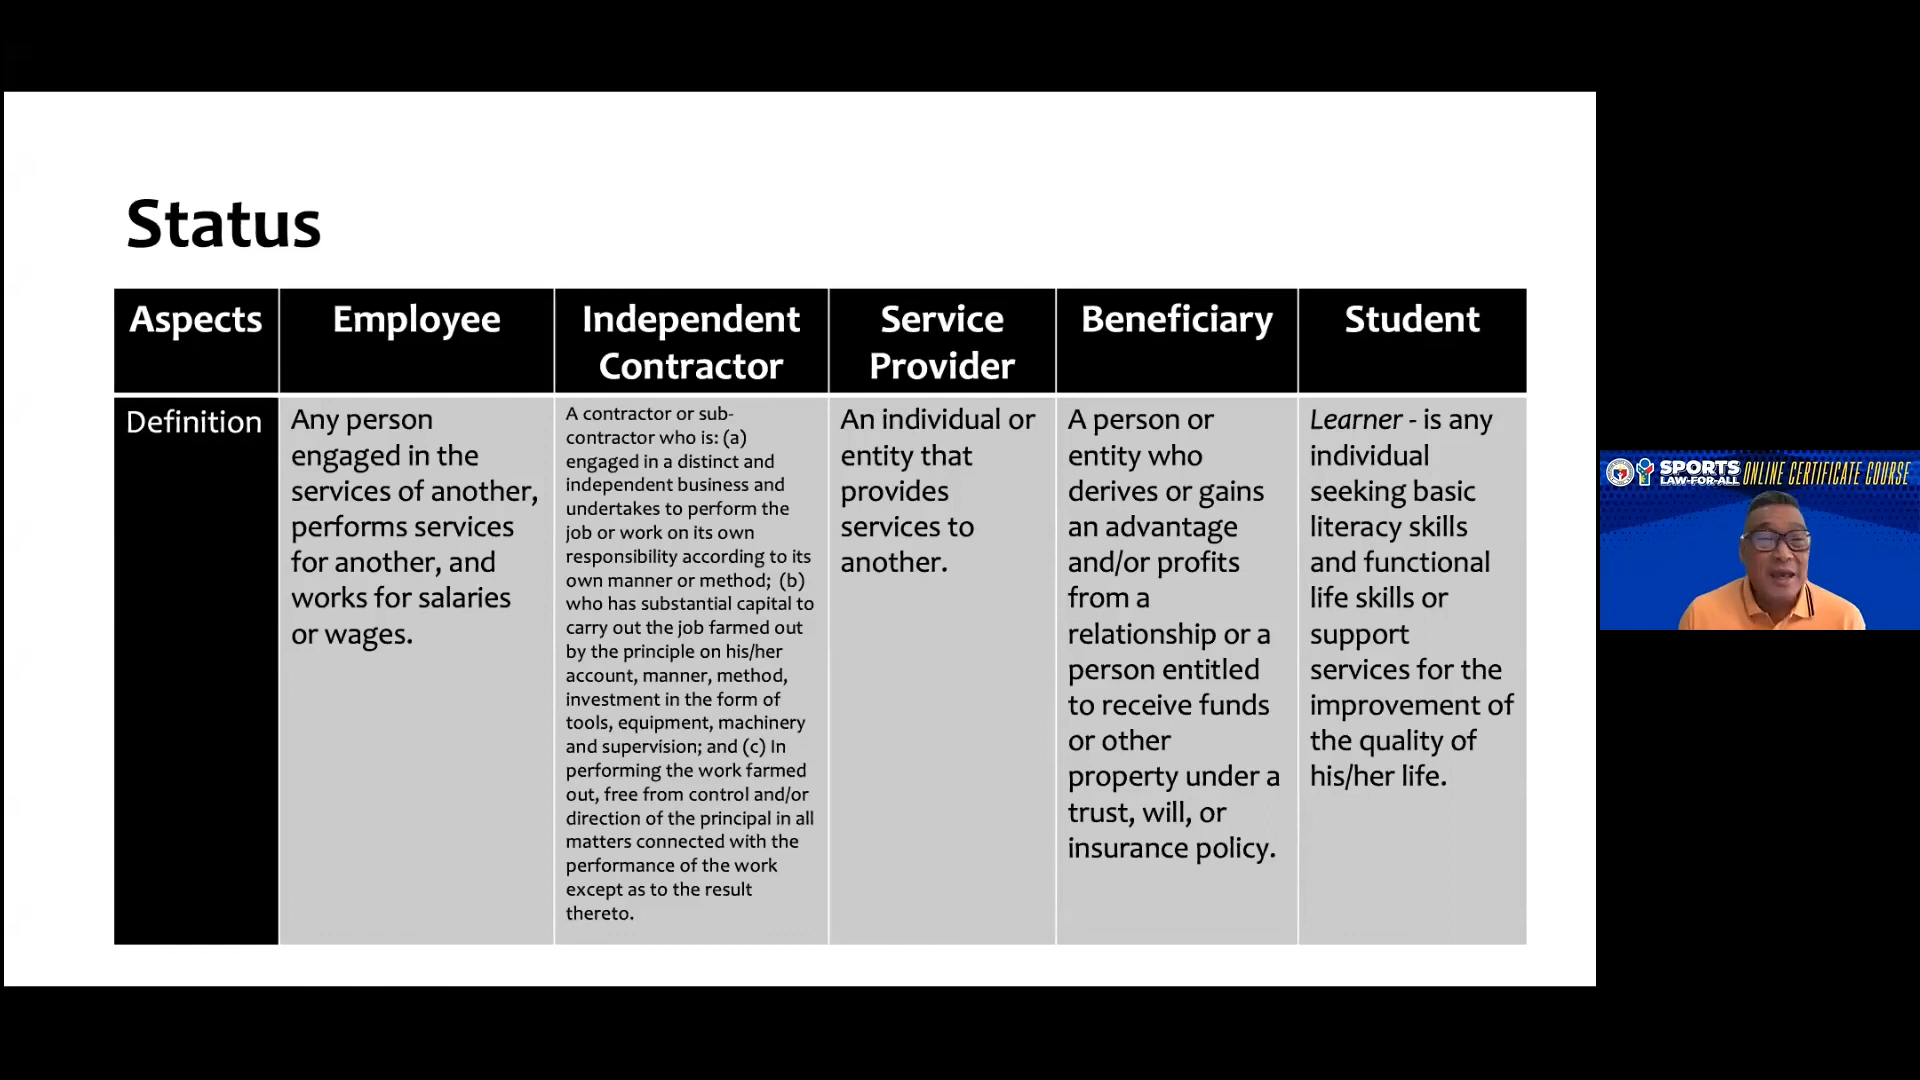 Status
Aspects
Employee
Independent
Contractor
Service
Provider
Beneficiary
Student
Definition
Any person
engaged in the
services of another,
performs services
for another, and
works for salaries
or wages.
A contractor or sub-
contractor who is: (a)
engaged in a distinct and
independent business and
undertakes to perform the
job or work on its own
responsibility according to its
own manner or method; (b)
who has substantial capital to
carry out the job farmed out
by the principle on his/her
account, manner, method,
investment in the form of
tools, equipment, machinery
and supervision; and (c) In
performing the work farmed
out, free from control and/or
direction of the principal in all
matters connected with the
performance of the work
except as to the result
thereto.
An individual or
entity that
provides
services to
another.
A person or
entity who
derives or gains
an advantage
and/or profits
from a
relationship or a
person entitled
to receive funds
or other
property under a
trust, will, or
insurance policy.
Learner - is any
individual
seeking basic
literacy skills
and functional
life skills or
support
services for the
improvement of
the quality of
his/her life.
SPORTS
LAW-FOR-ALL
ONLINE CERTIFICATE COURSE